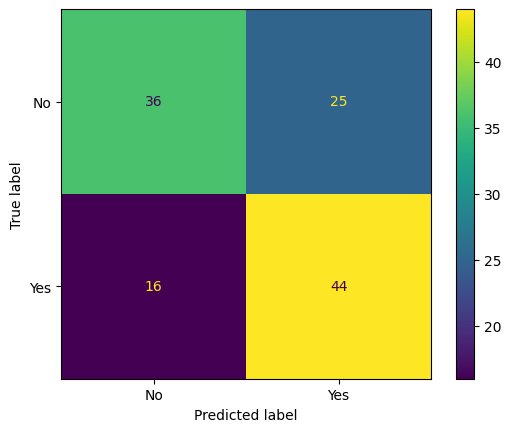 40
35
30
25
20
True label
No
36
25
Yes
16
44
No
Yes
Predicted label